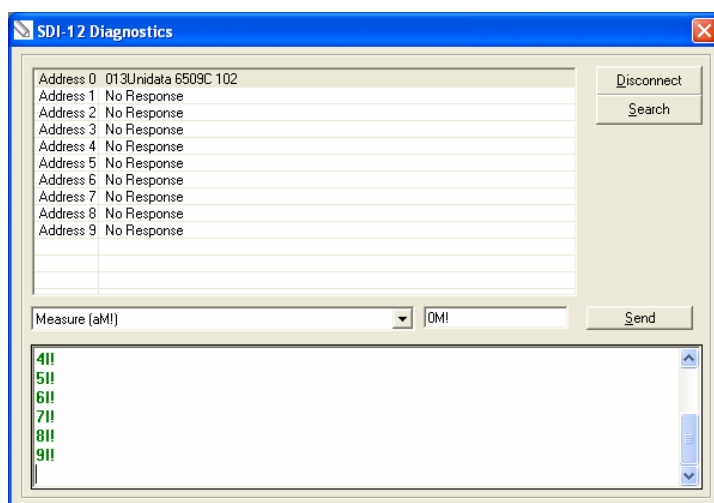 SDI-12 Diagnostics
Address 0 013Unidata 6509C 102
Address 1 No Response
Address 2 No Response
Address 3 No Response
Address 4 No Response
Address 5 No Response
Address 6 No Response
Address 7 No Response
Address 8 No Response
Address 9 No Response
Disconnect
Search
Measure (aM!)
0M!
Send
4I!
5I!
6I!
7I!
8I!
9I!